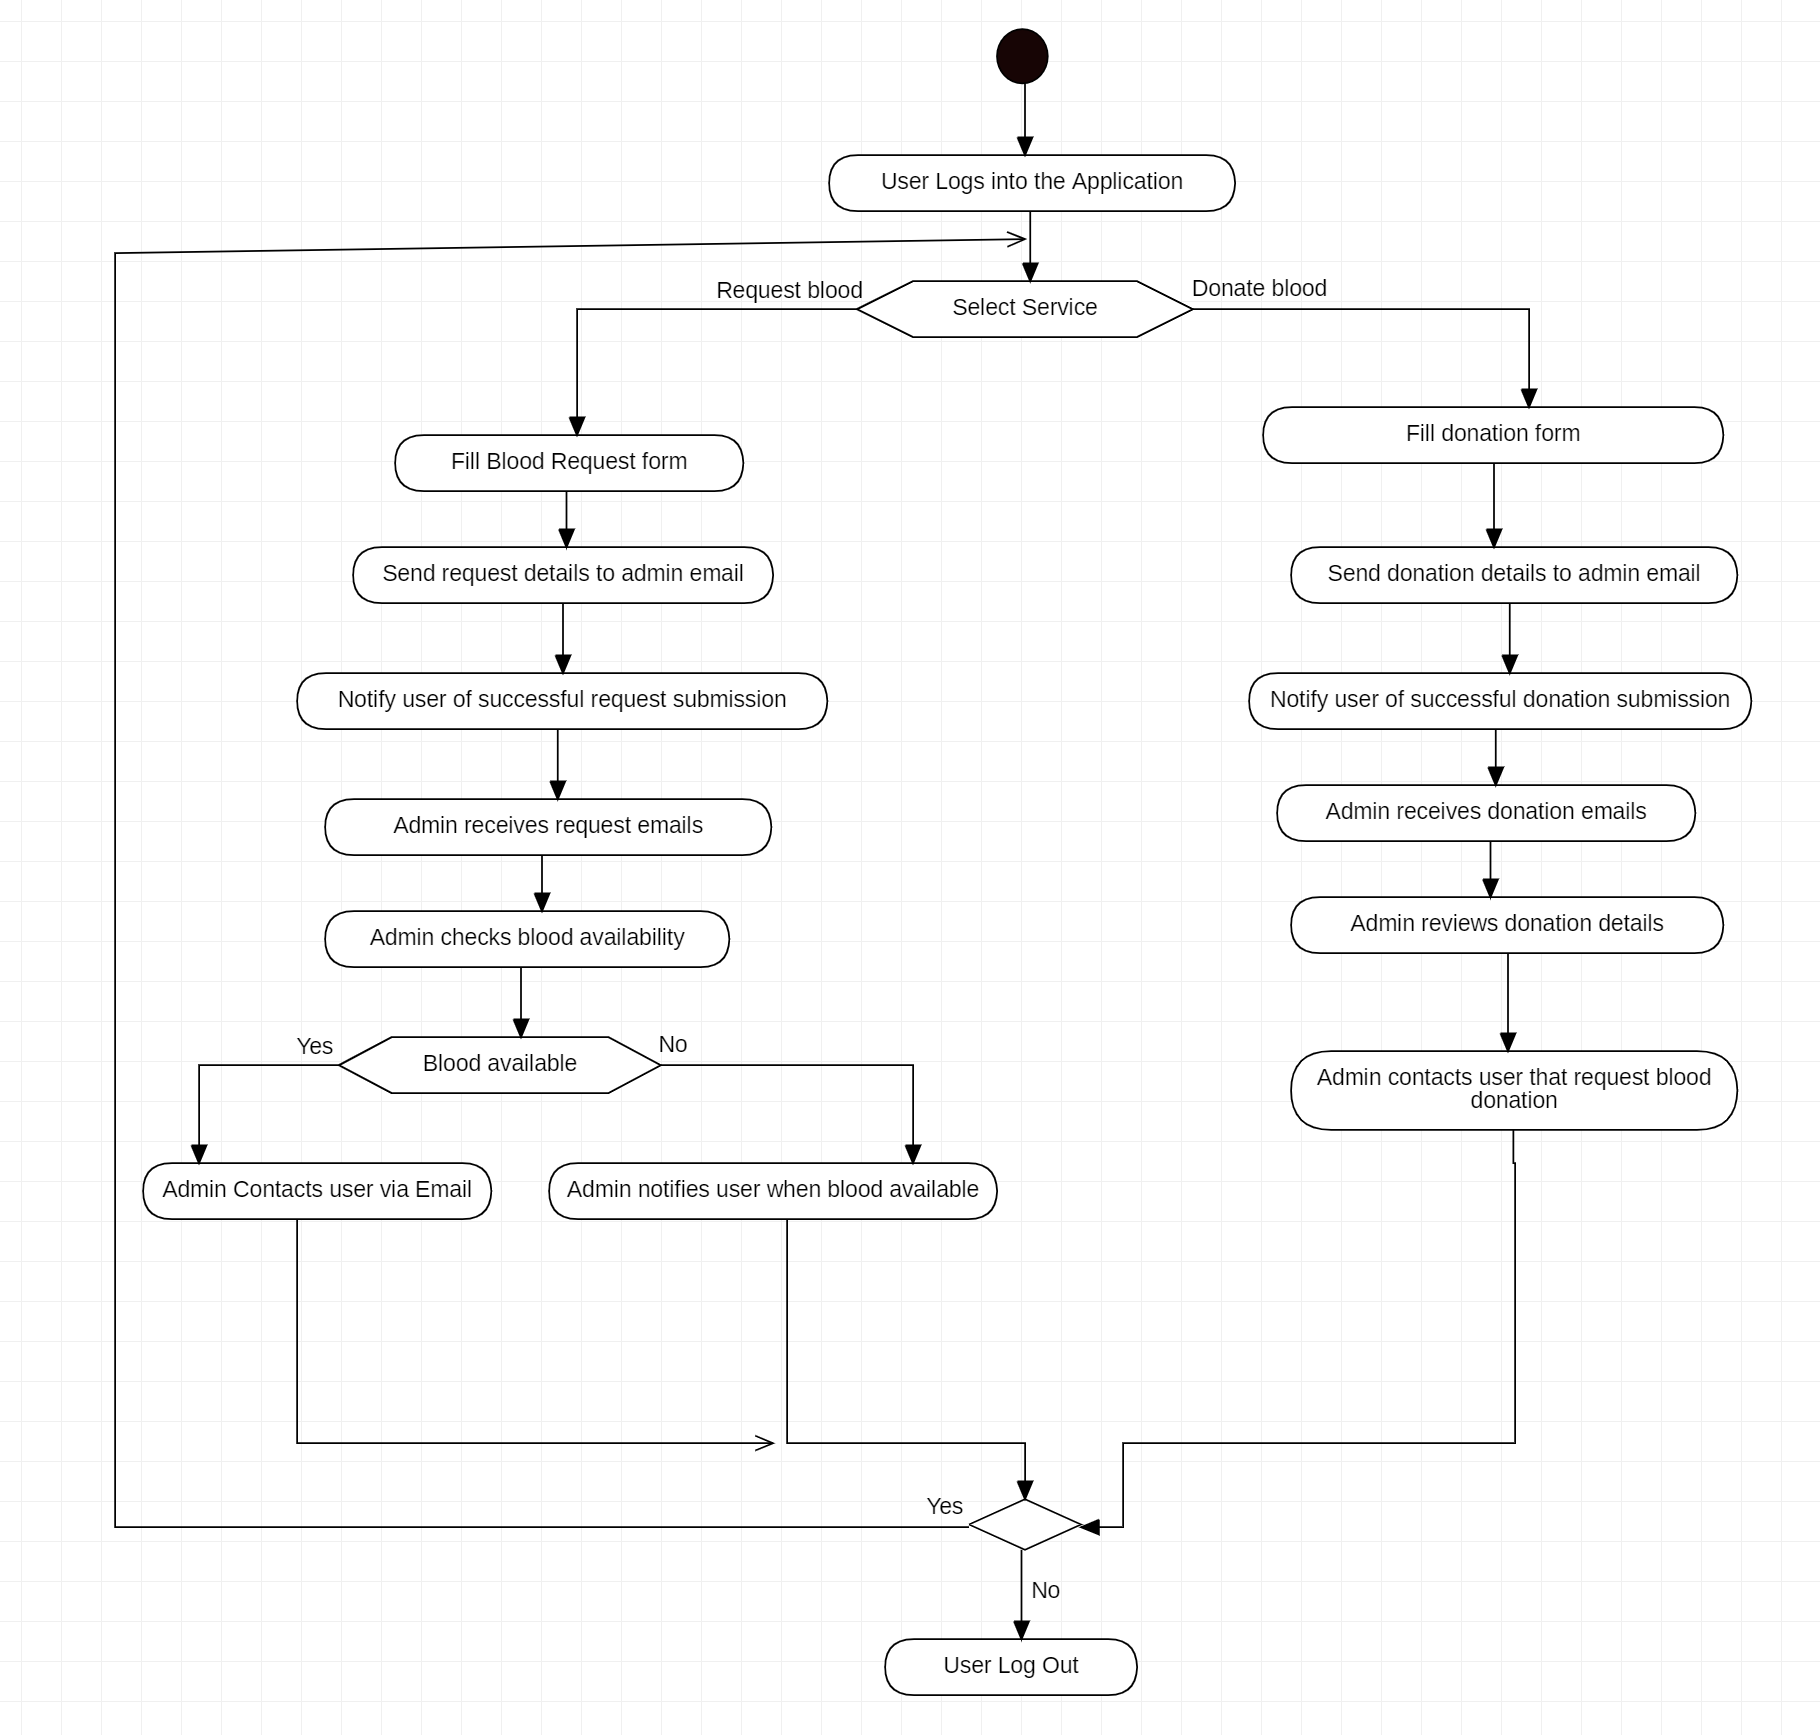 User Logs into the Application
Request blood
Select Service
Donate blood
Fill Blood Request form
Fill donation form
Send request details to admin email
Send donation details to admin email
Notify user of successful request submission
Notify user of successful donation submission
Admin receives request emails
Admin receives donation emails
Admin checks blood availability
Admin reviews donation details
Yes
Blood available
No
Admin contacts user that request blood
donation
Admin Contacts user via Email
Admin notifies user when blood available
Yes
No
User Log Out